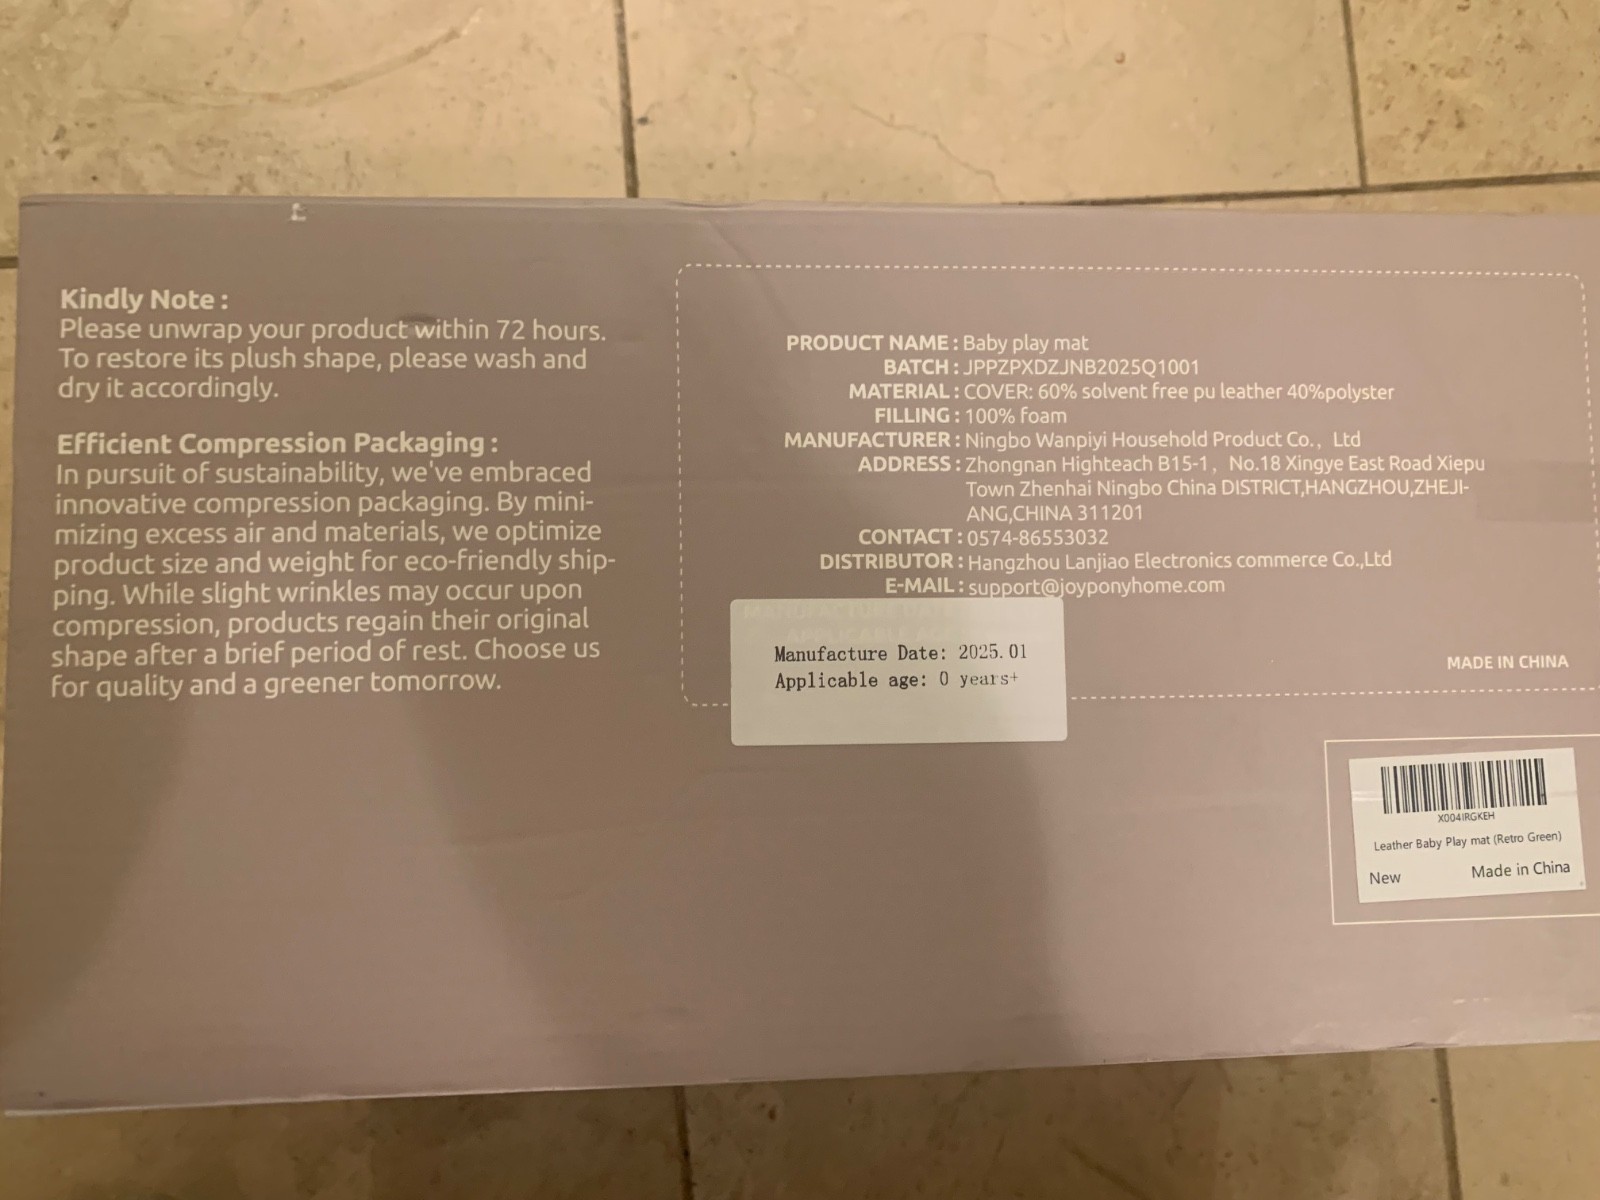 Kindly Note :
Please unwrap your product within 72 hours.
To restore its plush shape, please wash and
dry it accordingly.
Efficient Compression Packaging :
In pursuit of sustainability, we've embraced
innovative compression packaging. By mini-
mizing excess air and materials, we optimize
product size and weight for eco-friendly ship-
ping. While slight wrinkles may occur upon
compression, products regain their original
shape after a brief period of rest. Choose us
for quality and a greener tomorrow.
PRODUCT NAME : Baby play mat
BATCH : JPPZPXDZJNB2025Q1001
MATERIAL : COVER: 60% solvent free pu leather 40%polyster
FILLING : 100% foam
MANUFACTURER : Ningbo Wanpiyi Household Product Co., Ltd
ADDRESS : Zhongnan Highteach B15-1, No.18 Xingye East Road Xiepu
Town Zhenhai Ningbo China DISTRICT,HANGZHOU,ZHEJI-
ANG,CHINA 311201
CONTACT : 0574-86553032
DISTRIBUTOR : Hangzhou Lanjiao Electronics commerce Co.,Ltd
E-MAIL : support@joyponyhome.com
Manufacture Date: 2025.01
Applicable age: 0 years+
MADE IN CHINA
X004IRGKEH
Leather Baby Play mat (Retro Green)
New Made in China